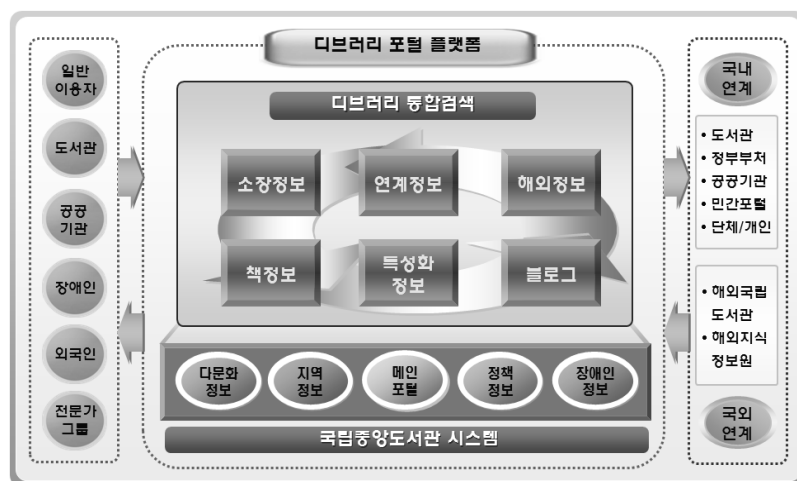 디브러리 포털 플랫폼
일반
이용자
도서관
공공
기관
장애인
외국인
전문가
그룹
디브러리 통합검색
소장정보
연계정보
해외정보
책정보
특성화
정보
블로그
다문화
정보
지역
정보
메인
포털
정책
정보
장애인
정보
국립중앙도서관 시스템
국내
연계
• 도서관
• 정부부처
• 공공기관
• 민간포털
• 단체/개인
• 해외국립
도서관
• 해외지식
정보원
국외
연계